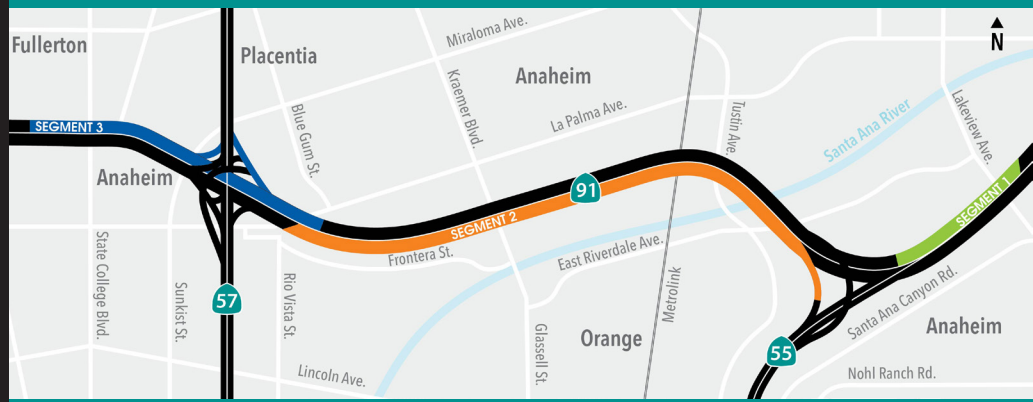 Fullerton
Placentia
Miraloma Ave.
N
Anaheim
Kraemer Blvd.
Blue Gum St.
La Palma Ave.
Tustin Ave.
Santa Ana River
Lakeview Ave.
SEGMENT 3
Anaheim
91
SEGMENT 2
SEGMENT 1
Frontera St.
East Riverdale Ave.
State College Blvd.
Sunkist St.
57
Rio Vista St.
Metrolink
Santa Ana Canyon Rd.
Glassell St.
Orange
55
Anaheim
Lincoln Ave.
Nohl Ranch Rd.